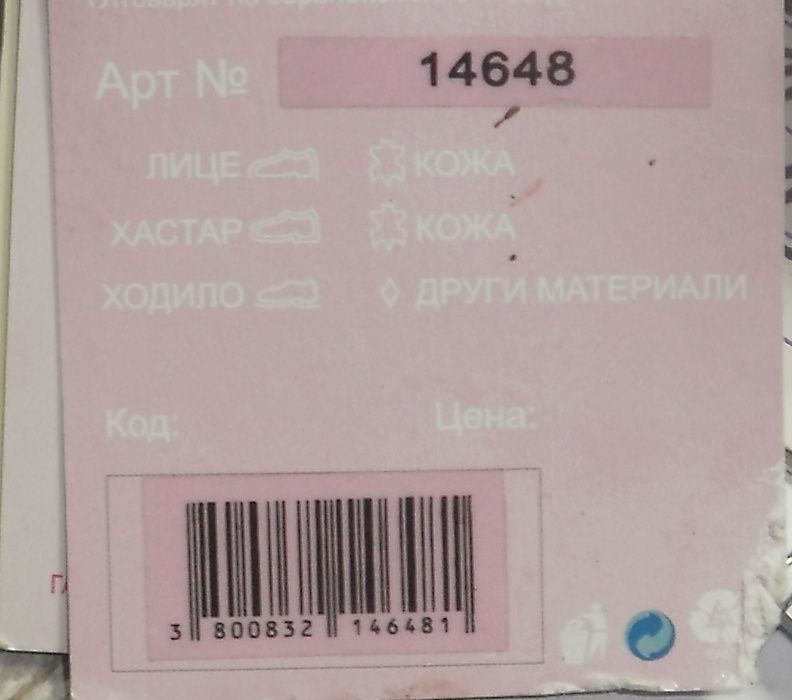 Арт № 14648
ЛИЦЕ КОЖА
ХАСТАР КОЖА
ХОДИЛО ДРУГИ МАТЕРИАЛИ
Код: Цена:
3 800832 146481